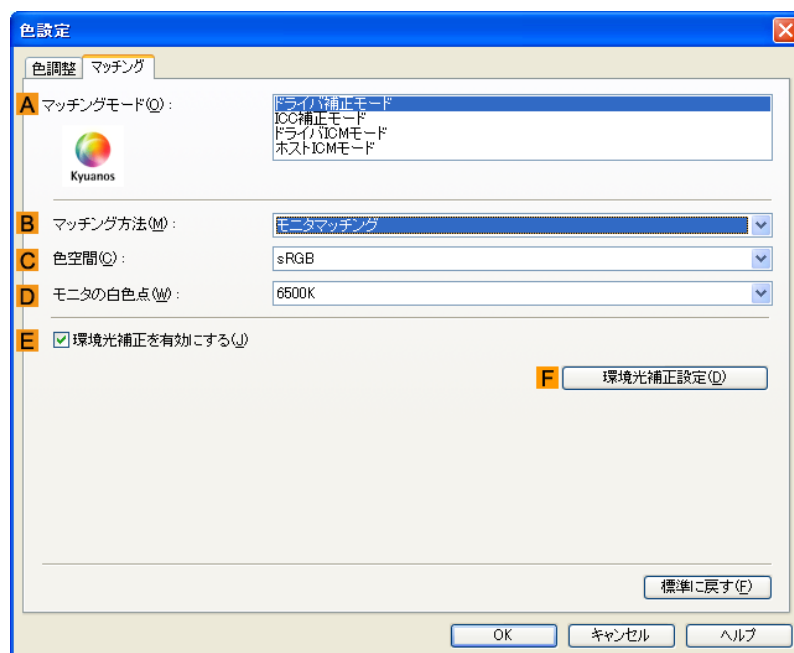 色設定
色調整 マッチング
A マッチングモード(O) : ドライバ補正モード
ICC補正モード
ドライバICMモード
ホストICMモード
Kyuanos
B マッチング方法(M) : モニタマッチング
C 色空間(C) : sRGB
D モニタの白色点(W) : 6500K
E 環境光補正を有効にする(J)
F 環境光補正設定(D)
標準に戻す(F)
OK キャンセル ヘルプ